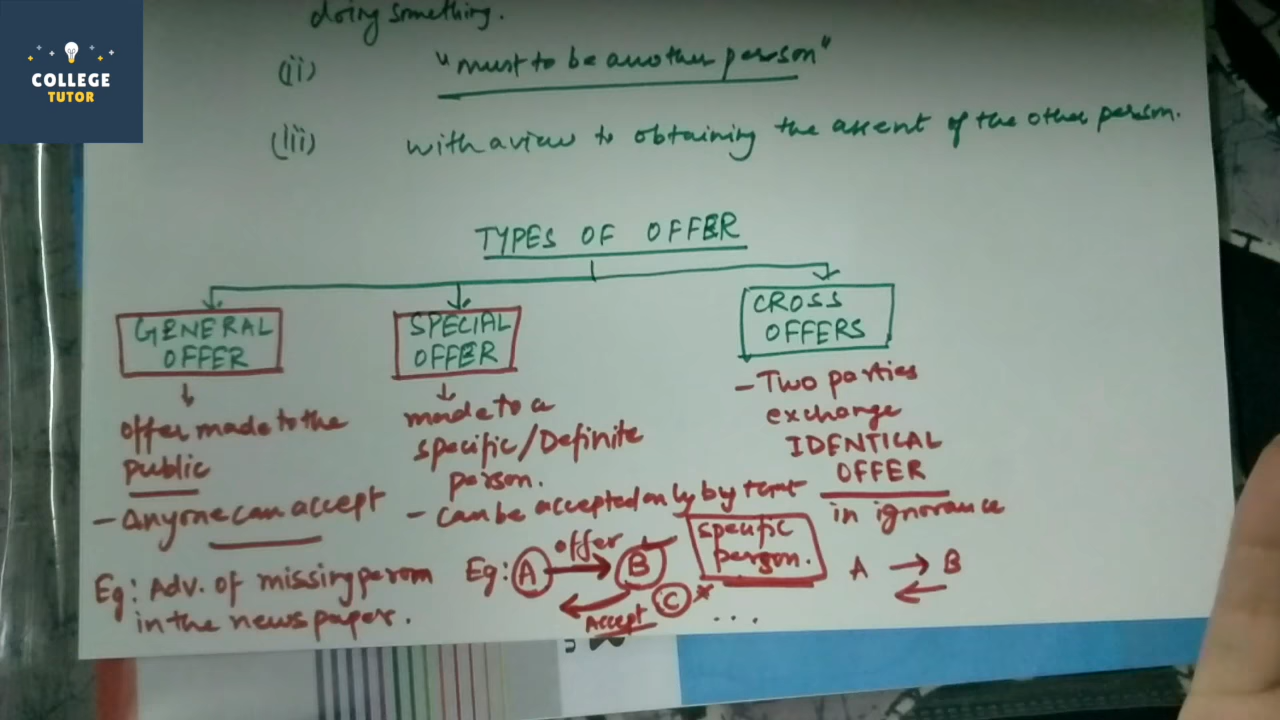 COLLEGE
TUTOR
doing something.
(ii) "must to be another person"
(iii) with a view to obtaining the assent of the other person.
TYPES OF OFFER
GENERAL
OFFER
↓
offer made to the
public
- Anyone can accept
Eg: Adv. of missing person
in the newspaper.
SPECIAL
OFFER
↓
made to a
specific/Definite
person.
- can be accepted only by that
specific
person.
Eg: A offer → B
C ×
← Accept
...
CROSS
OFFERS
- Two parties
exchange
IDENTICAL
OFFER
in ignorance
A → B
←